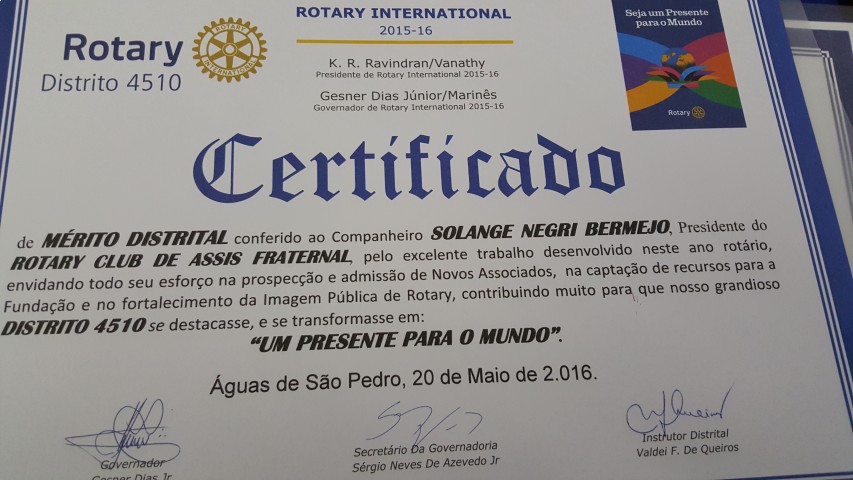 Rotary
Distrito 4510
ROTARY INTERNATIONAL
2015-16
K. R. Ravindran/Vanathy
Presidente de Rotary International 2015-16
Gesner Dias Júnior/Marinês
Governador de Rotary International 2015-16
Seja um Presente
para o Mundo
Rotary
Certificado
de MÉRITO DISTRITAL conferido ao Companheiro SOLANGE NEGRI BERMEJO, Presidente do
ROTARY CLUB DE ASSIS FRATERNAL, pelo excelente trabalho desenvolvido neste ano rotário,
envidando todo seu esforço na prospecção e admissão de Novos Associados, na captação de recursos para a
Fundação e no fortalecimento da Imagem Pública de Rotary, contribuindo muito para que nosso grandioso
DISTRITO 4510 se destacasse, e se transformasse em:
“UM PRESENTE PARA O MUNDO”.
Águas de São Pedro, 20 de Maio de 2.016.
Governador
Gesner Dias Jr
Secretário Da Governadoria
Sérgio Neves De Azevedo Jr
Instrutor Distrital
Valdei F. De Queiros